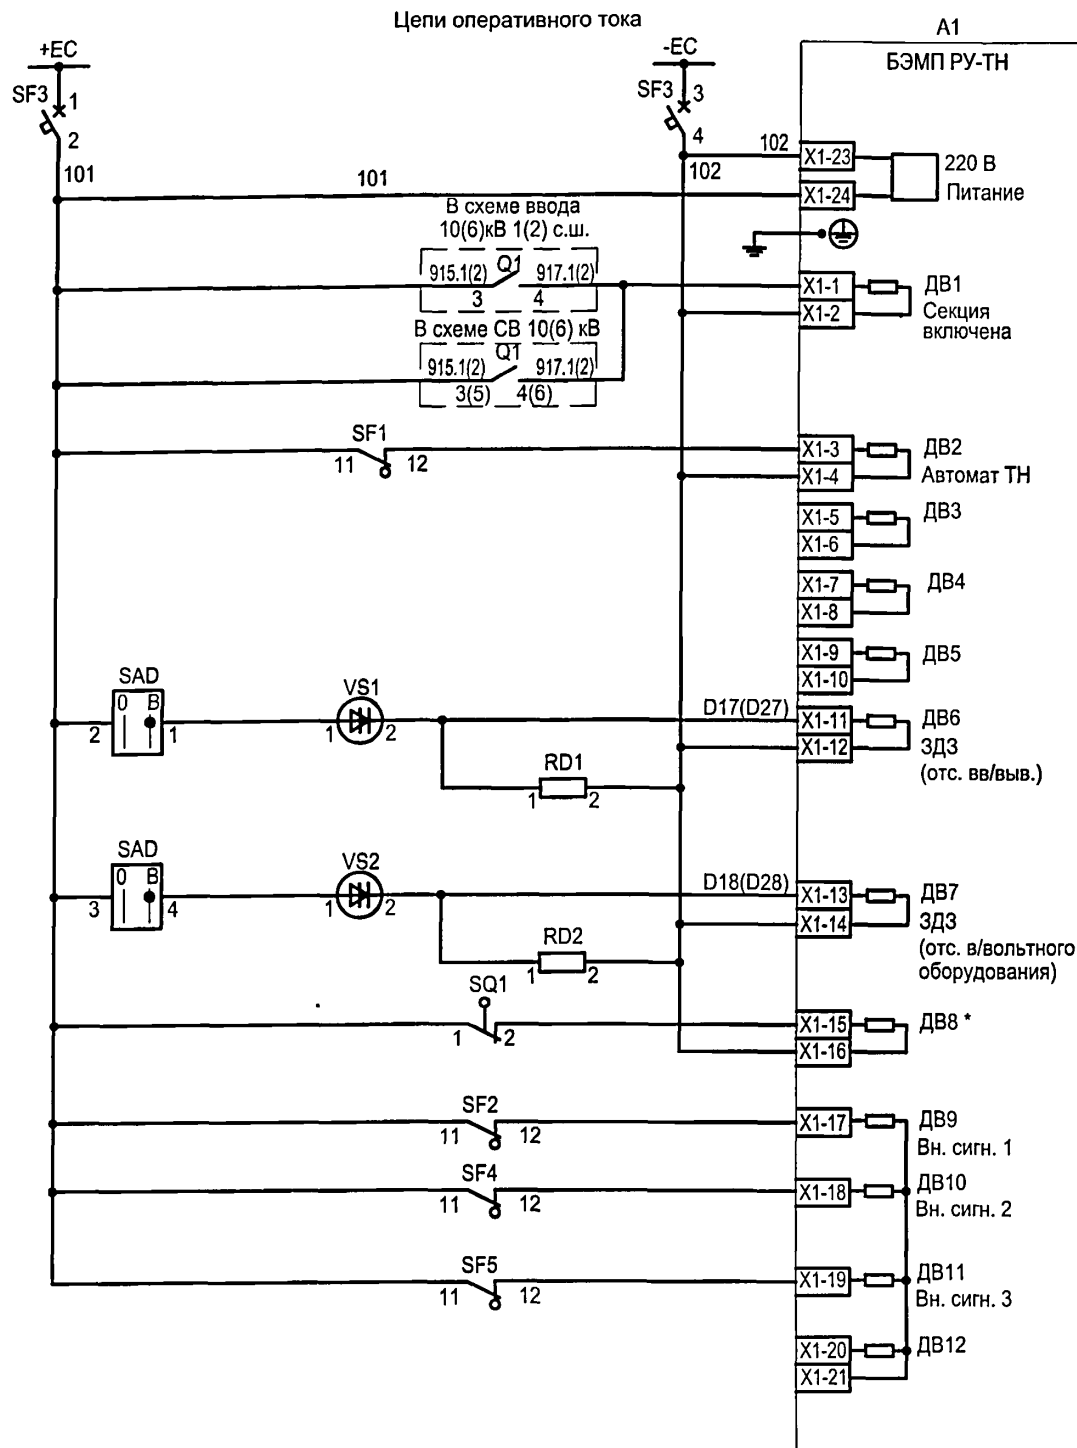 Цепи оперативного тока
+ЕС
-ЕС
А1
БЭМП РУ-ТН
SF3
1
2
SF3
3
4
101
101
102
102
X1-23
220 В
X1-24
Питание
В схеме ввода
10(6)кВ 1(2) с.ш.
915.1(2)
Q1
917.1(2)
3
4
X1-1
ДВ1
X1-2
Секция
включена
В схеме СВ 10(6) кВ
915.1(2)
Q1
917.1(2)
3(5)
4(6)
SF1
11
12
X1-3
ДВ2
X1-4
Автомат ТН
X1-5
ДВ3
X1-6
X1-7
ДВ4
X1-8
X1-9
ДВ5
X1-10
SAD
0
В
2
1
VS1
1
2
D17(D27)
X1-11
ДВ6
X1-12
ЗДЗ
(отс. вв/выв.)
RD1
1
2
SAD
0
В
3
4
VS2
1
2
D18(D28)
X1-13
ДВ7
X1-14
ЗДЗ
(отс. в/вольтного
оборудования)
RD2
1
2
SQ1
1
2
X1-15
ДВ8 *
X1-16
SF2
11
12
X1-17
ДВ9
Вн. сигн. 1
SF4
11
12
X1-18
ДВ10
Вн. сигн. 2
SF5
11
12
X1-19
ДВ11
Вн. сигн. 3
X1-20
ДВ12
X1-21